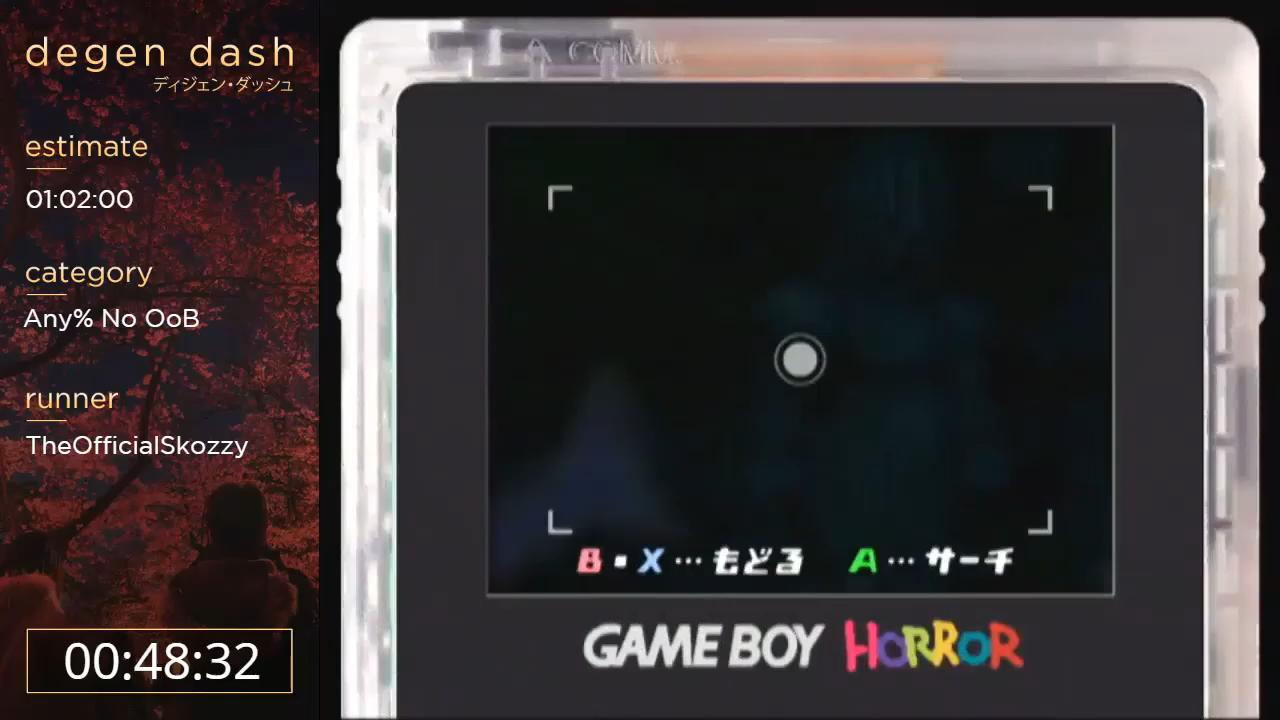 degen dash
ディジェン・ダッシュ
estimate
01:02:00
category
Any% No OoB
runner
TheOfficialSkozzy
00:48:32
COMM.
B・X…もどる A…サーチ
GAME BOY HORROR